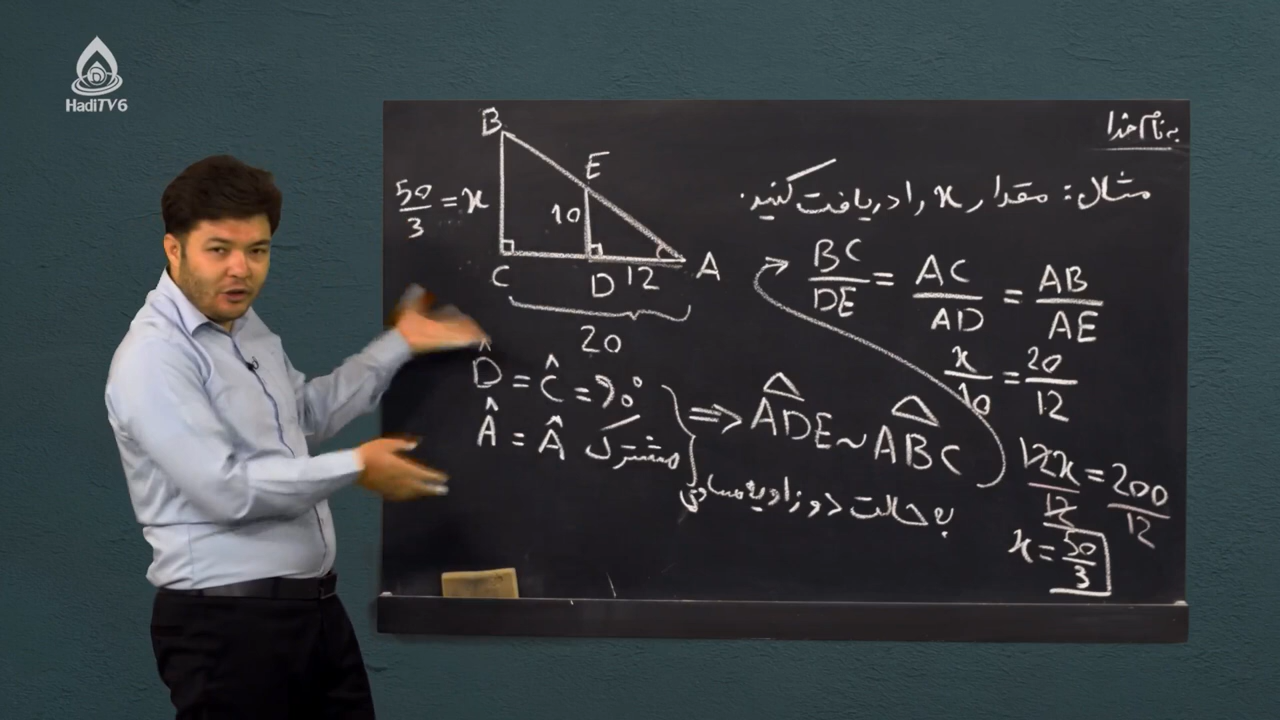 HadiTV6
به نام خدا
مثال: مقدار x را دریافت کنید.
B
E
50/3 = x
10
C
D
12
A
20
BC/DE = AC/AD = AB/AE
x/10 = 20/12
12x/12 = 200/12
x = 50/3
D̂ = Ĉ = 90°
Â = Â مشترک
⇒ ADE ~ ABC
به حالت دو زاویه مساوی